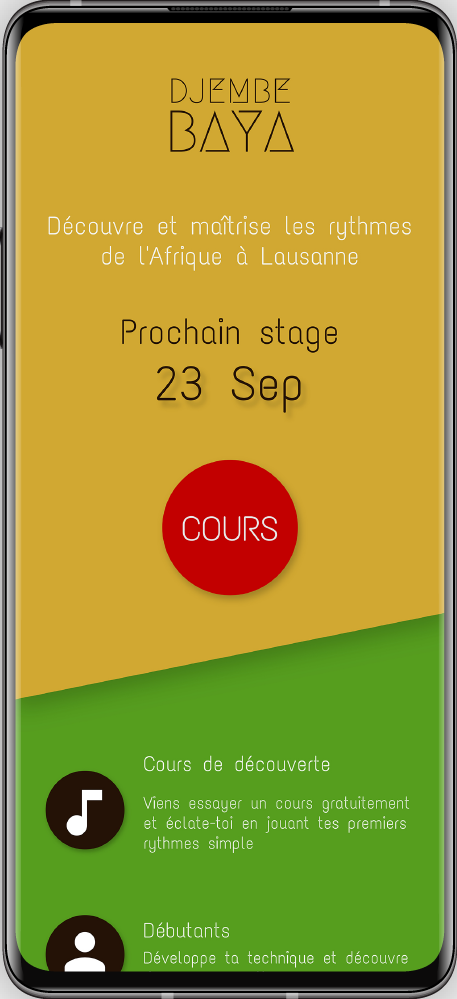 DJEMBE
BAYA
Découvre et maîtrise les rythmes
de l'Afrique à Lausanne
Prochain stage
23 Sep
COURS
Cours de découverte
Viens essayer un cours gratuitement
et éclate-toi en jouant tes premiers
rythmes simple
Débutants
Développe ta technique et découvre